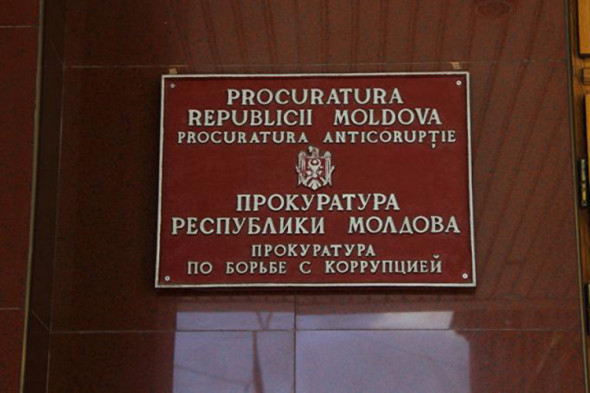 PROCURATURA
REPUBLICII MOLDOVA
PROCURATURA ANTICORUPȚIE
ПРОКУРАТУРА
РЕСПУБЛИКИ МОЛДОВА
ПРОКУРАТУРА
ПО БОРЬБЕ С КОРРУПЦИЕЙ